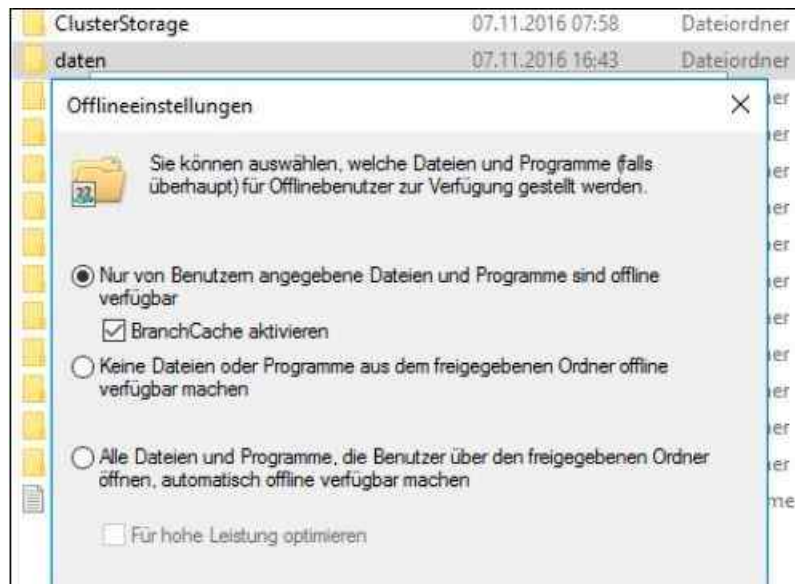 ClusterStorage 07.11.2016 07:58 Dateiordner
daten 07.11.2016 16:43 Dateiordner
Offlineeinstellungen
Sie können auswählen, welche Dateien und Programme (falls
überhaupt) für Offlinebenutzer zur Verfügung gestellt werden.
Nur von Benutzern angegebene Dateien und Programme sind offline
verfügbar
BranchCache aktivieren
Keine Dateien oder Programme aus dem freigegebenen Ordner offline
verfügbar machen
Alle Dateien und Programme, die Benutzer über den freigegebenen Ordner
öffnen, automatisch offline verfügbar machen
Für hohe Leistung optimieren